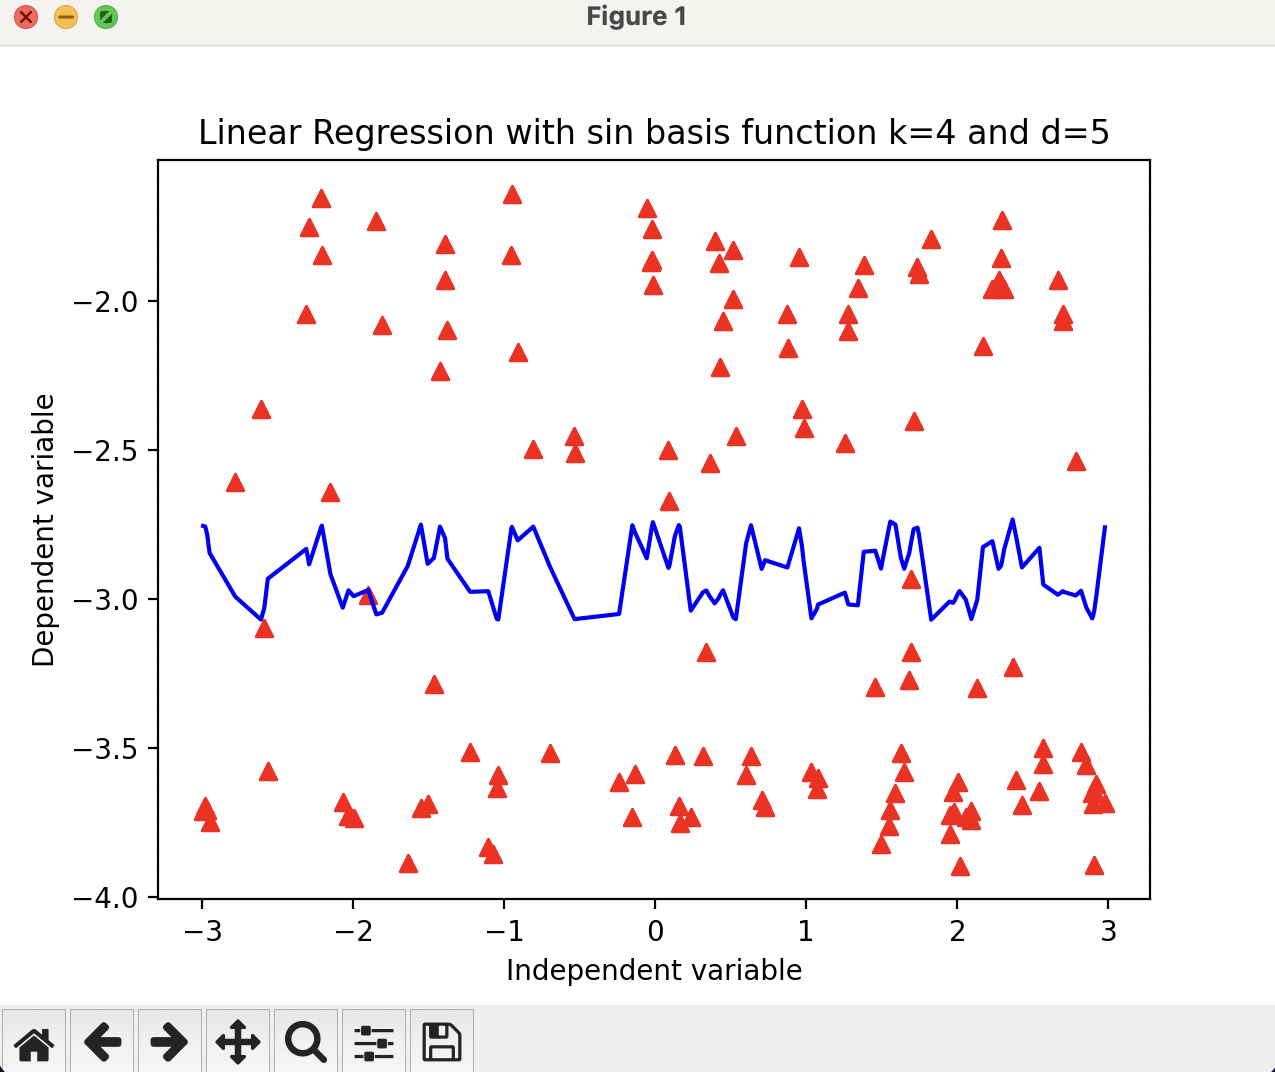 Figure 1
Linear Regression with sin basis function k=4 and d=5
−2.0
−2.5
−3.0
−3.5
−4.0
Dependent variable
−3 −2 −1 0 1 2 3
Independent variable